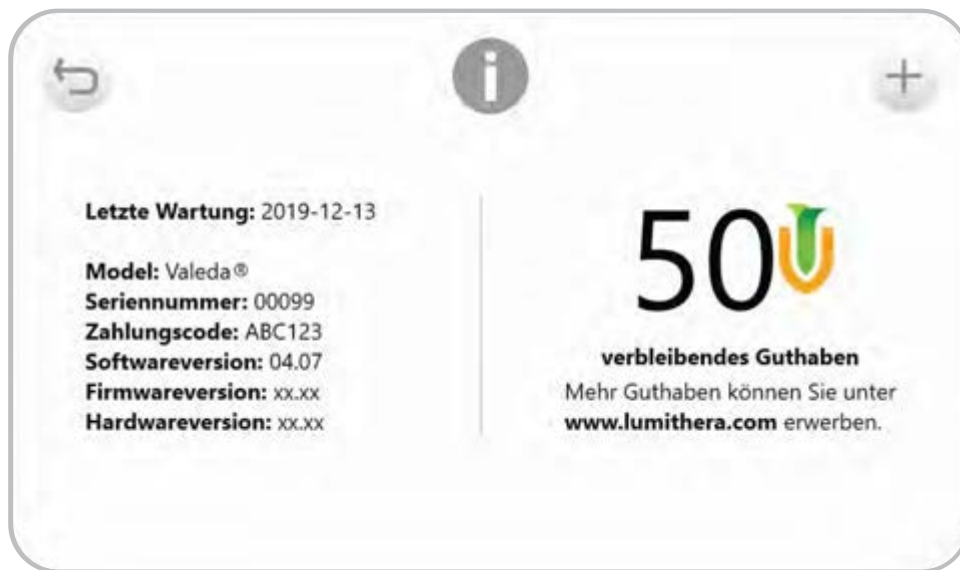 Letzte Wartung: 2019-12-13
Model: Valeda®
Seriennummer: 00099
Zahlungscode: ABC123
Softwareversion: 04.07
Firmwareversion: xx.xx
Hardwareversion: xx.xx
50
verbleibendes Guthaben
Mehr Guthaben können Sie unter
www.lumithera.com erwerben.